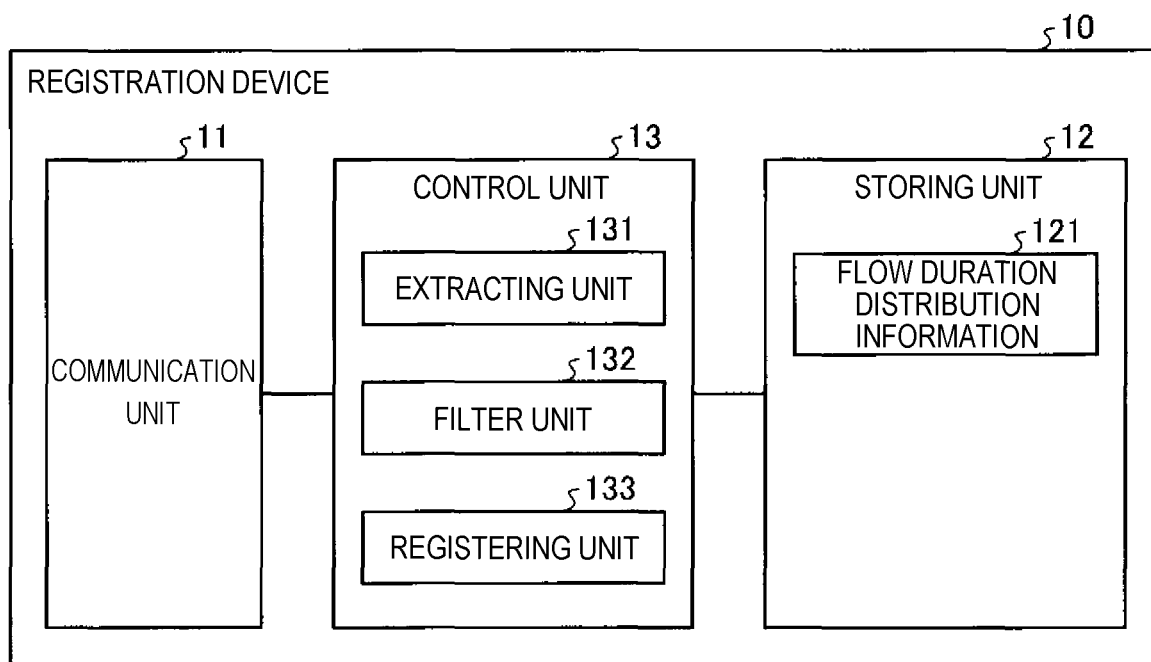 10
REGISTRATION DEVICE
11
COMMUNICATION
UNIT
13
CONTROL UNIT
131
EXTRACTING UNIT
132
FILTER UNIT
133
REGISTERING UNIT
12
STORING UNIT
121
FLOW DURATION
DISTRIBUTION
INFORMATION